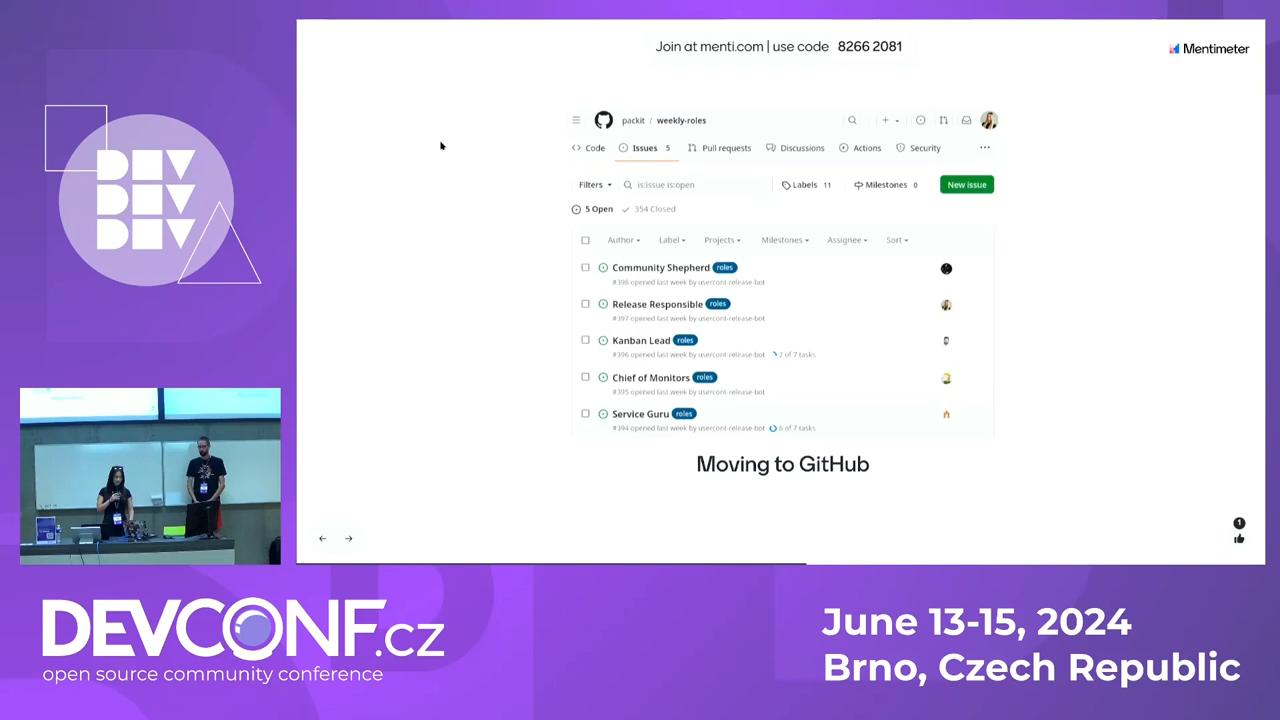 Join at menti.com | use code 8266 2081
Mentimeter
DEV
DEV
DEV
packit / weekly-roles
Code
Issues 5
Pull requests
Discussions
Actions
Security
Filters
is:issue is:open
Labels 11
Milestones 0
New issue
5 Open
354 Closed
Author
Label
Projects
Milestones
Assignee
Sort
Community Shepherd roles
#398 opened last week by usercont-release-bot
Release Responsible roles
#397 opened last week by usercont-release-bot
Kanban Lead roles
#396 opened last week by usercont-release-bot 2 of 7 tasks
Chief of Monitors roles
#395 opened last week by usercont-release-bot
Service Guru roles
#394 opened last week by usercont-release-bot 6 of 7 tasks
Moving to GitHub
1
DEVCONF.cz
open source community conference
June 13-15, 2024
Brno, Czech Republic